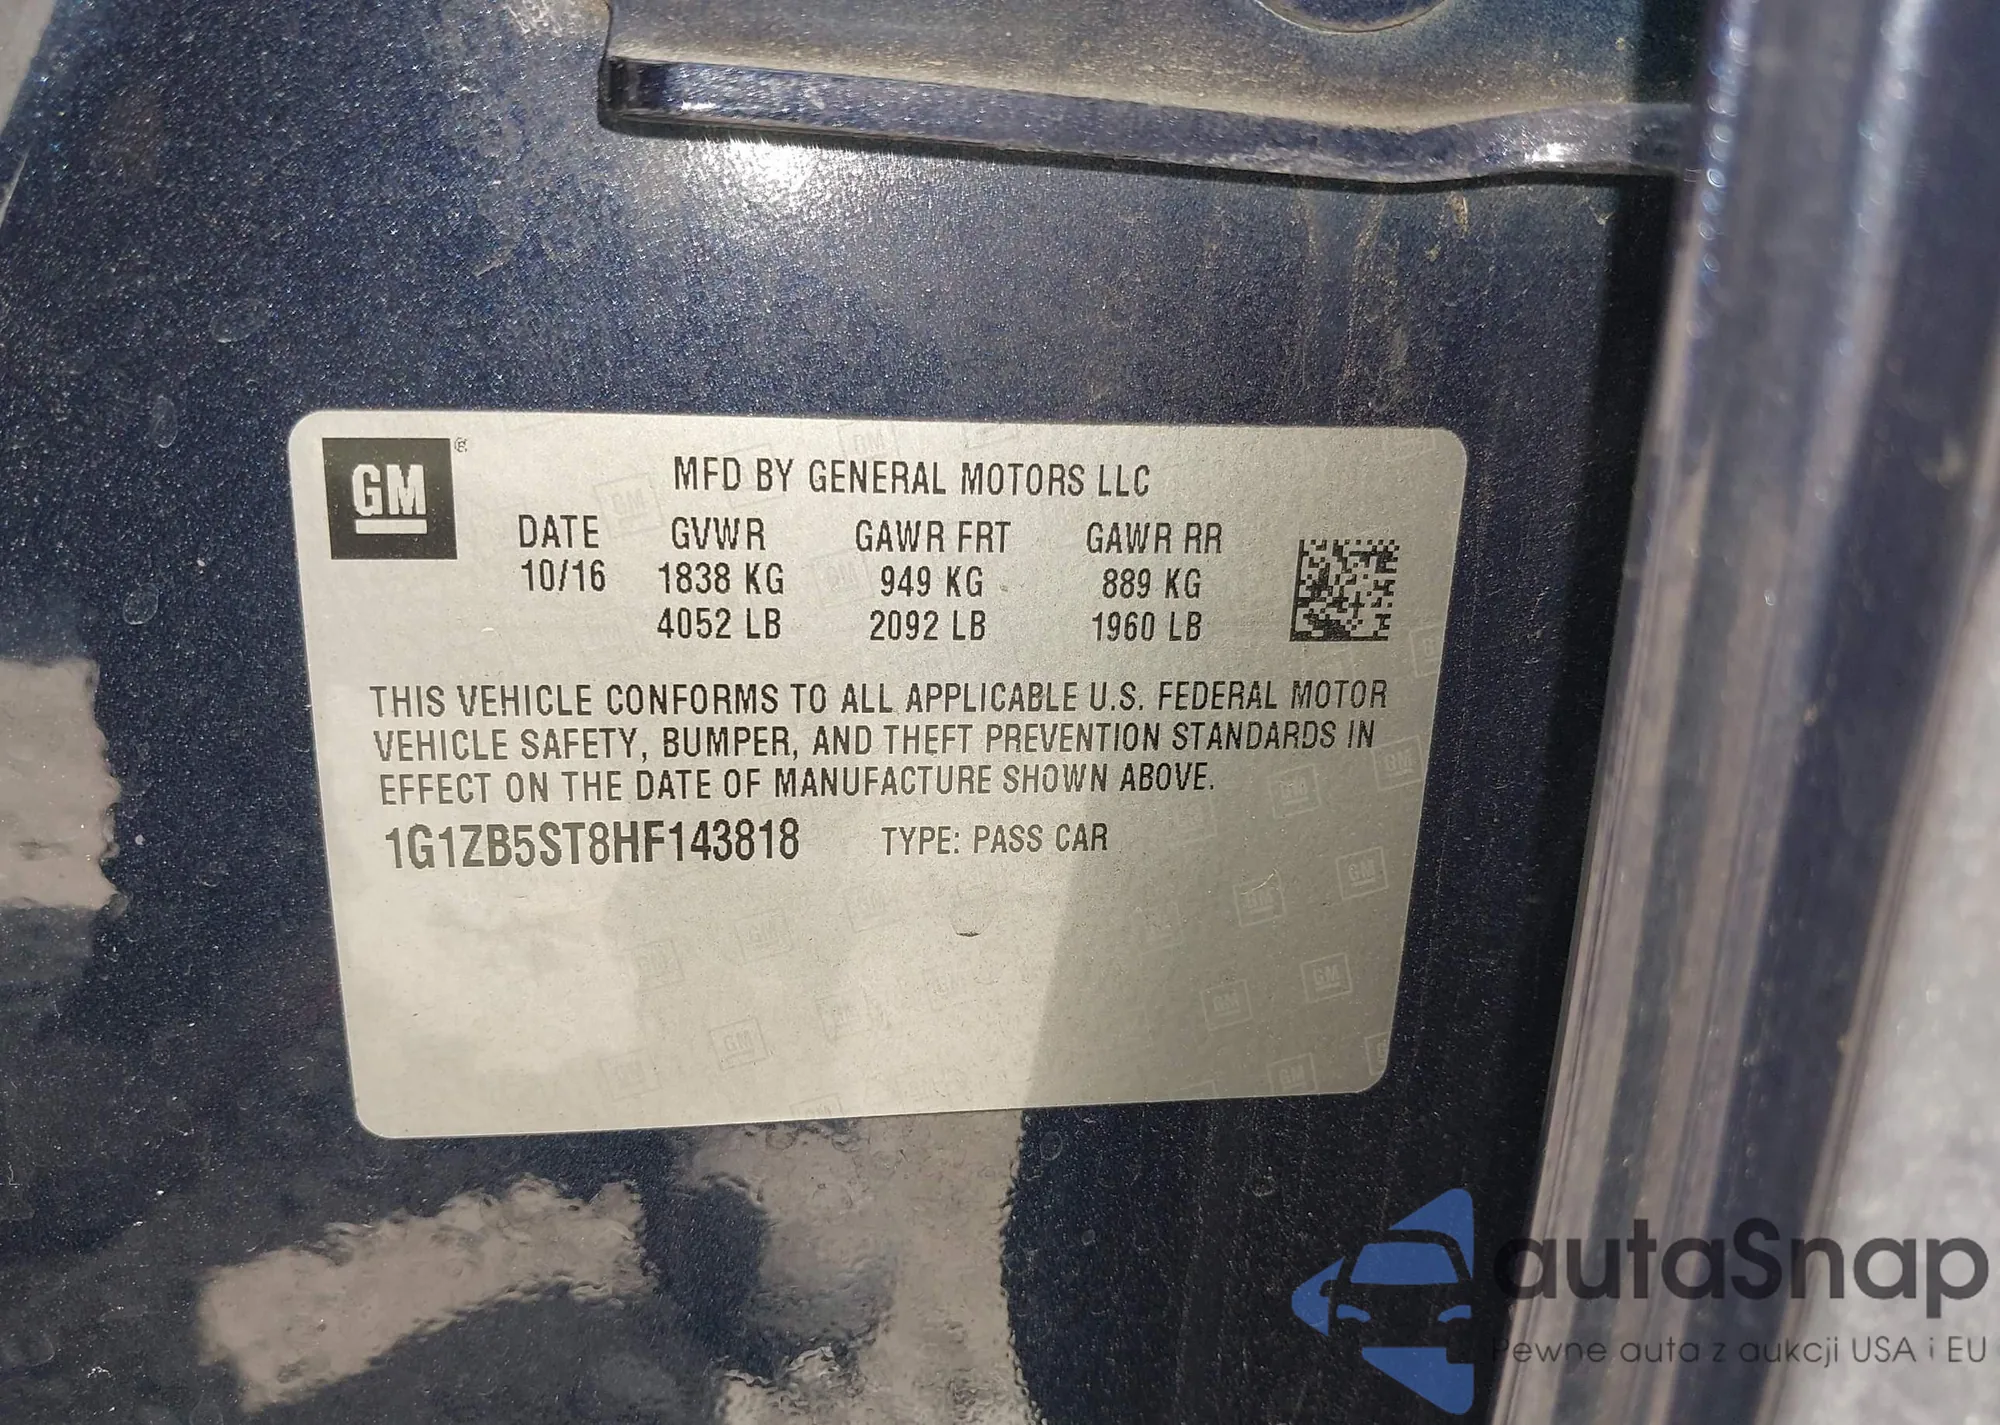 GM ®
MFD BY GENERAL MOTORS LLC
DATE GVWR GAWR FRT GAWR RR
10/16 1838 KG 949 KG 889 KG
4052 LB 2092 LB 1960 LB
THIS VEHICLE CONFORMS TO ALL APPLICABLE U.S. FEDERAL MOTOR
VEHICLE SAFETY, BUMPER, AND THEFT PREVENTION STANDARDS IN
EFFECT ON THE DATE OF MANUFACTURE SHOWN ABOVE.
1G1ZB5ST8HF143818 TYPE: PASS CAR
autaSnap
Pewne auta z aukcji USA i EU